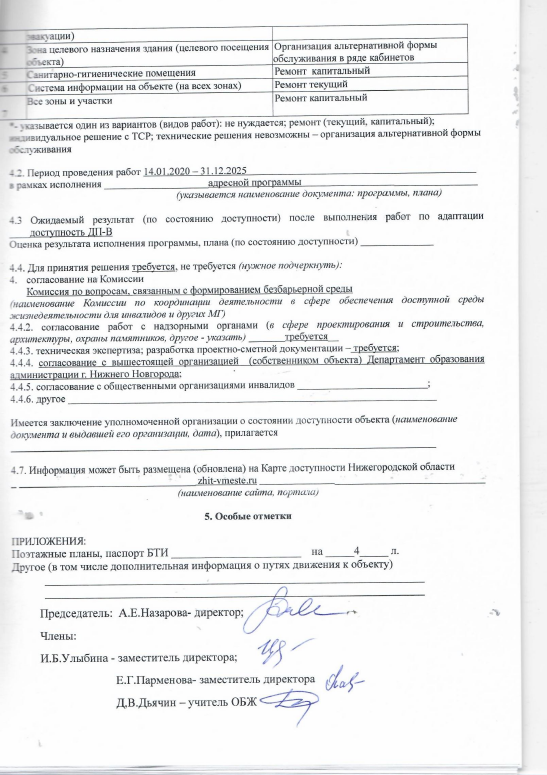 эвакуации)
4 Зона целевого назначения здания (целевого посещения объекта) Организация альтернативной формы обслуживания в ряде кабинетов
5 Санитарно-гигиенические помещения Ремонт капитальный
6 Система информации на объекте (на всех зонах) Ремонт текущий
7 Все зоны и участки Ремонт капитальный
*- указывается один из вариантов (видов работ): не нуждается; ремонт (текущий, капитальный);
индивидуальное решение с ТСР; технические решения невозможны – организация альтернативной формы
обслуживания
4.2. Период проведения работ 14.01.2020 – 31.12.2025
в рамках исполнения адресной программы
(указывается наименование документа: программы, плана)
4.3 Ожидаемый результат (по состоянию доступности) после выполнения работ по адаптации
доступность ДП-В
Оценка результата исполнения программы, плана (по состоянию доступности) ____________
4.4. Для принятия решения требуется, не требуется (нужное подчеркнуть):
4. согласование на Комиссии
Комиссия по вопросам, связанным с формированием безбарьерной среды
(наименование Комиссии по координации деятельности в сфере обеспечения доступной среды
жизнедеятельности для инвалидов и других МГ)
4.4.2. согласование работ с надзорными органами (в сфере проектирования и строительства,
архитектуры, охраны памятников, другое - указать) ________требуется__
4.4.3. техническая экспертиза; разработка проектно-сметной документации – требуется;
4.4.4. согласование с вышестоящей организацией (собственником объекта) Департамент образования
администрации г. Нижнего Новгорода;
4.4.5. согласование с общественными организациями инвалидов ______________________;
4.4.6. другое ______________________
Имеется заключение уполномоченной организации о состоянии доступности объекта (наименование
документа и выдавшей его организации, дата), прилагается
4.7. Информация может быть размещена (обновлена) на Карте доступности Нижегородской области
zhit-vmeste.ru
(наименование сайта, портала)
5. Особые отметки
ПРИЛОЖЕНИЯ:
Поэтажные планы, паспорт БТИ ______________________ на _____4_____ л.
Другое (в том числе дополнительная информация о путях движения к объекту)
Председатель: А.Е.Назарова- директор;
Члены:
И.Б.Улыбина - заместитель директора;
Е.Г.Парменова- заместитель директора
Д.В.Дьячин – учитель ОБЖ